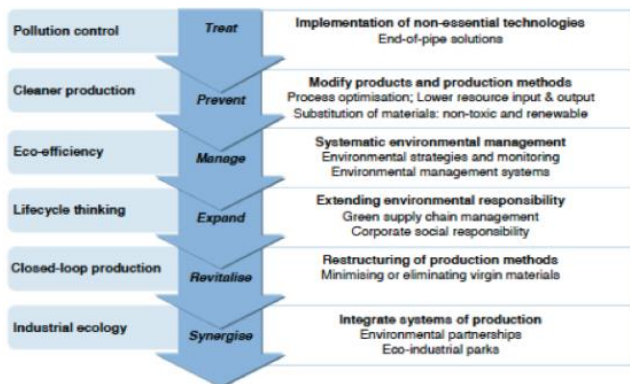 Pollution control
Treat
Implementation of non-essential technologies
End-of-pipe solutions
Cleaner production
Prevent
Modify products and production methods
Process optimisation; Lower resource input & output
Substitution of materials: non-toxic and renewable
Eco-efficiency
Manage
Systematic environmental management
Environmental strategies and monitoring
Environmental management systems
Lifecycle thinking
Expand
Extending environmental responsibility
Green supply chain management
Corporate social responsibility
Closed-loop production
Revitalise
Restructuring of production methods
Minimising or eliminating virgin materials
Industrial ecology
Synergise
Integrate systems of production
Environmental partnerships
Eco-industrial parks